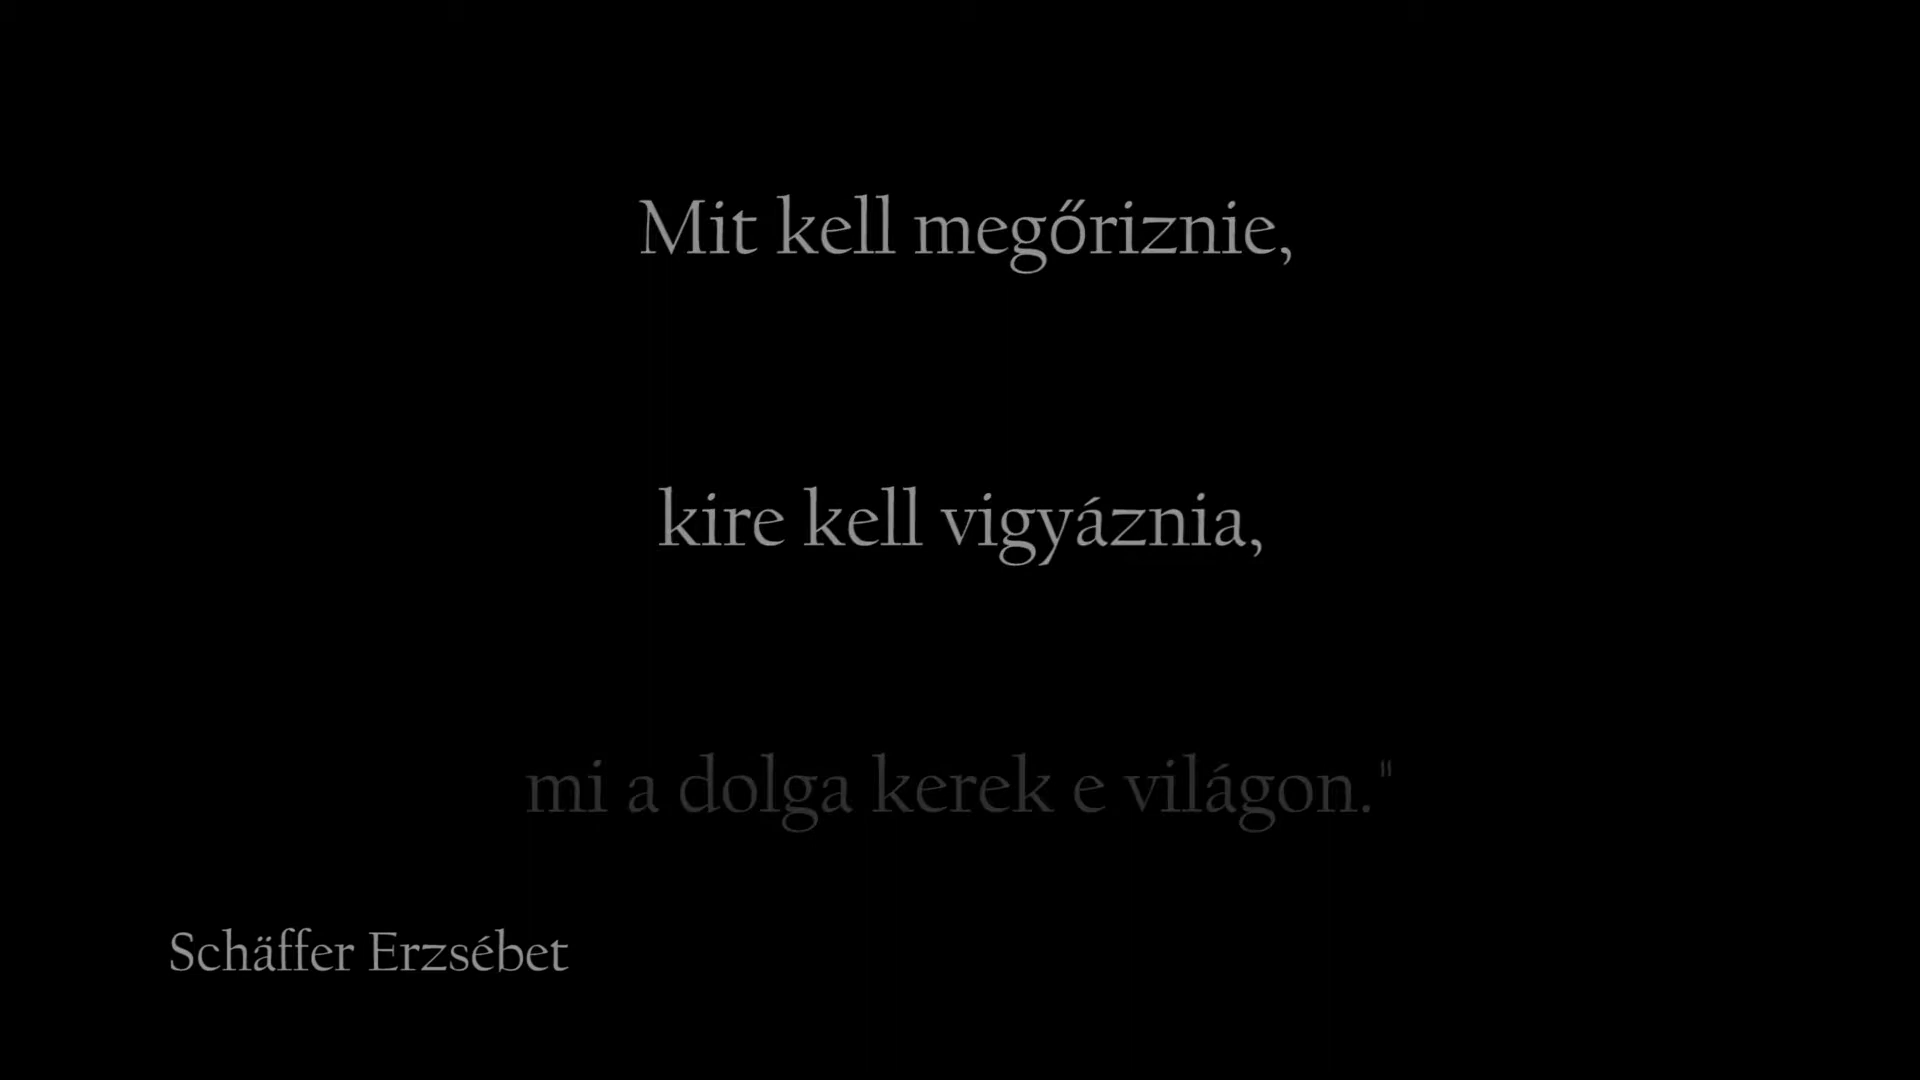 Mit kell megőriznie,
kire kell vigyáznia,
mi a dolga kerek e világon."
Schäffer Erzsébet